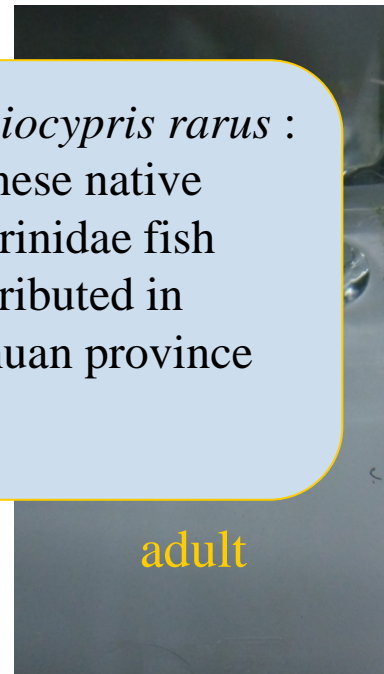 iocypris rarus :
nese native
rinidae fish
ributed in
uan province
adult